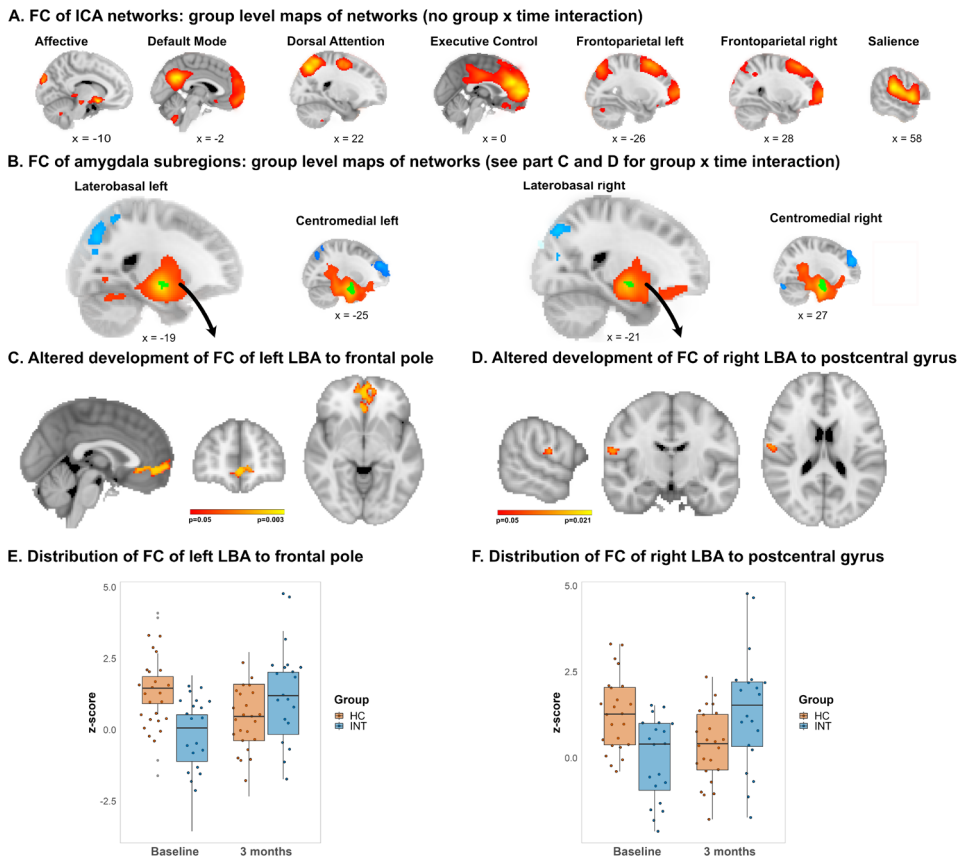 A. FC of ICA networks: group level maps of networks (no group x time interaction)
Affective Default Mode Dorsal Attention Executive Control Frontoparietal left Frontoparietal right Salience
x = -10 x = -2 x = 22 x = 0 x = -26 x = 28 x = 58
B. FC of amygdala subregions: group level maps of networks (see part C and D for group x time interaction)
Laterobasal left Laterobasal right
Centromedial left Centromedial right
x = -25 x = 27
x = -19 x = -21
C. Altered development of FC of left LBA to frontal pole
p=0.05 p=0.003
D. Altered development of FC of right LBA to postcentral gyrus
p=0.05 p=0.021
E. Distribution of FC of left LBA to frontal pole
5.0
2.5
0.0
-2.5
z-score
Baseline 3 months
Group
HC
INT
F. Distribution of FC of right LBA to postcentral gyrus
5.0
2.5
0.0
z-score
Baseline 3 months
Group
HC
INT